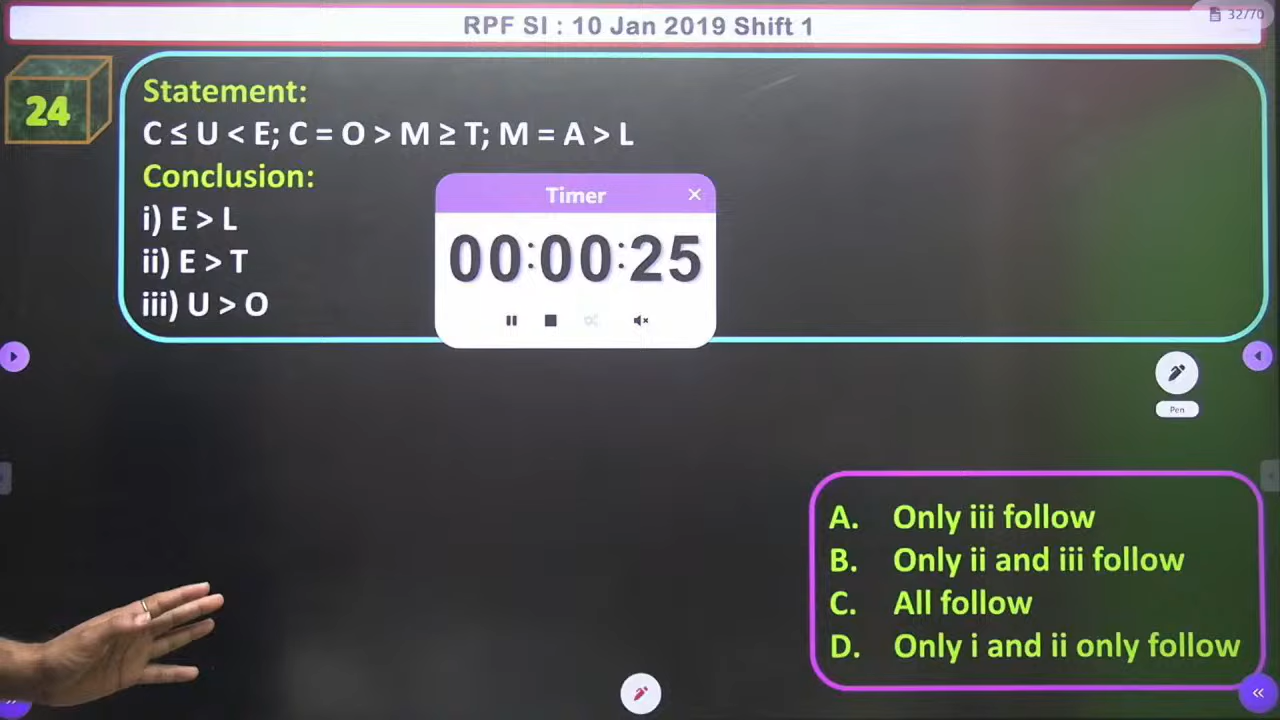 RPF SI : 10 Jan 2019 Shift 1
32/70
24
Statement:
C ≤ U < E; C = O > M ≥ T; M = A > L
Conclusion:
i) E > L
ii) E > T
iii) U > O
Timer
00:00:25
Pen
A. Only iii follow
B. Only ii and iii follow
C. All follow
D. Only i and ii only follow